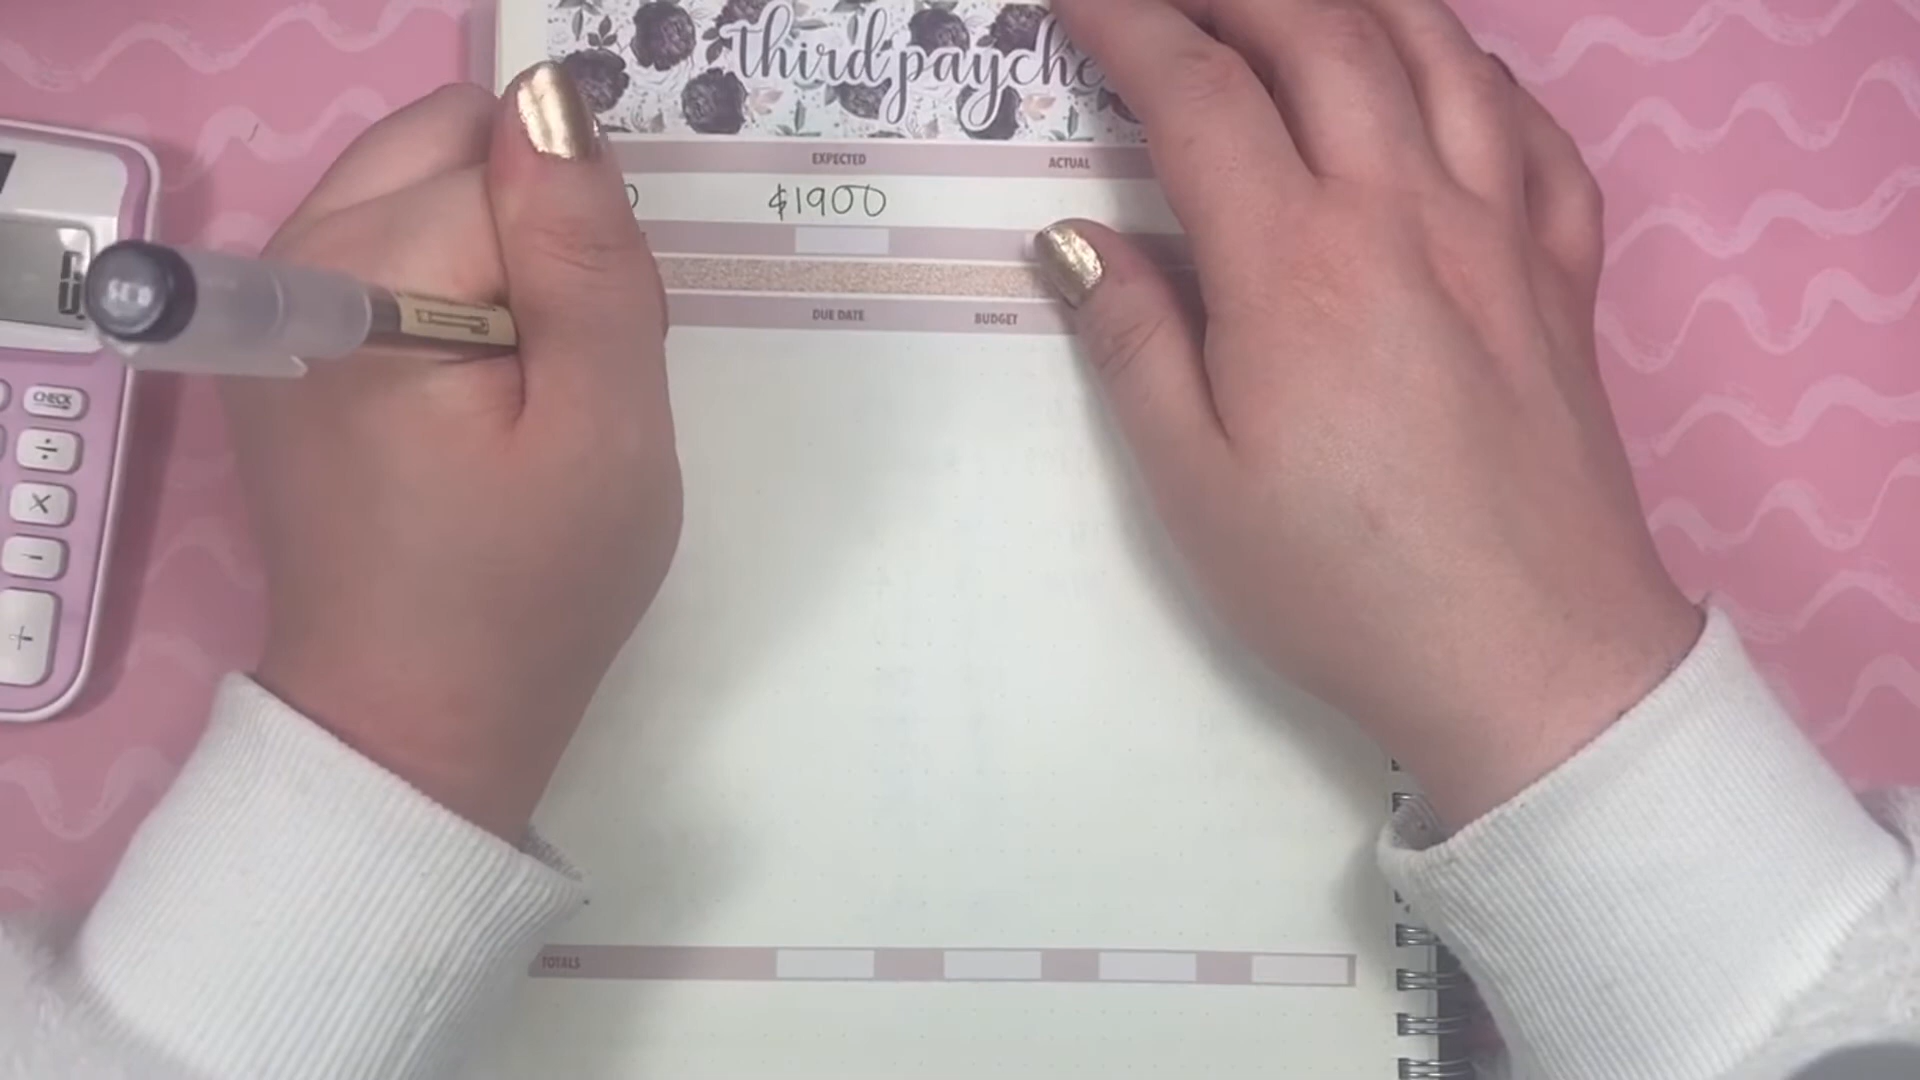 third payche
EXPECTED ACTUAL
$1900
DUE DATE BUDGET
CHECK
÷
×
-
+
TOTALS